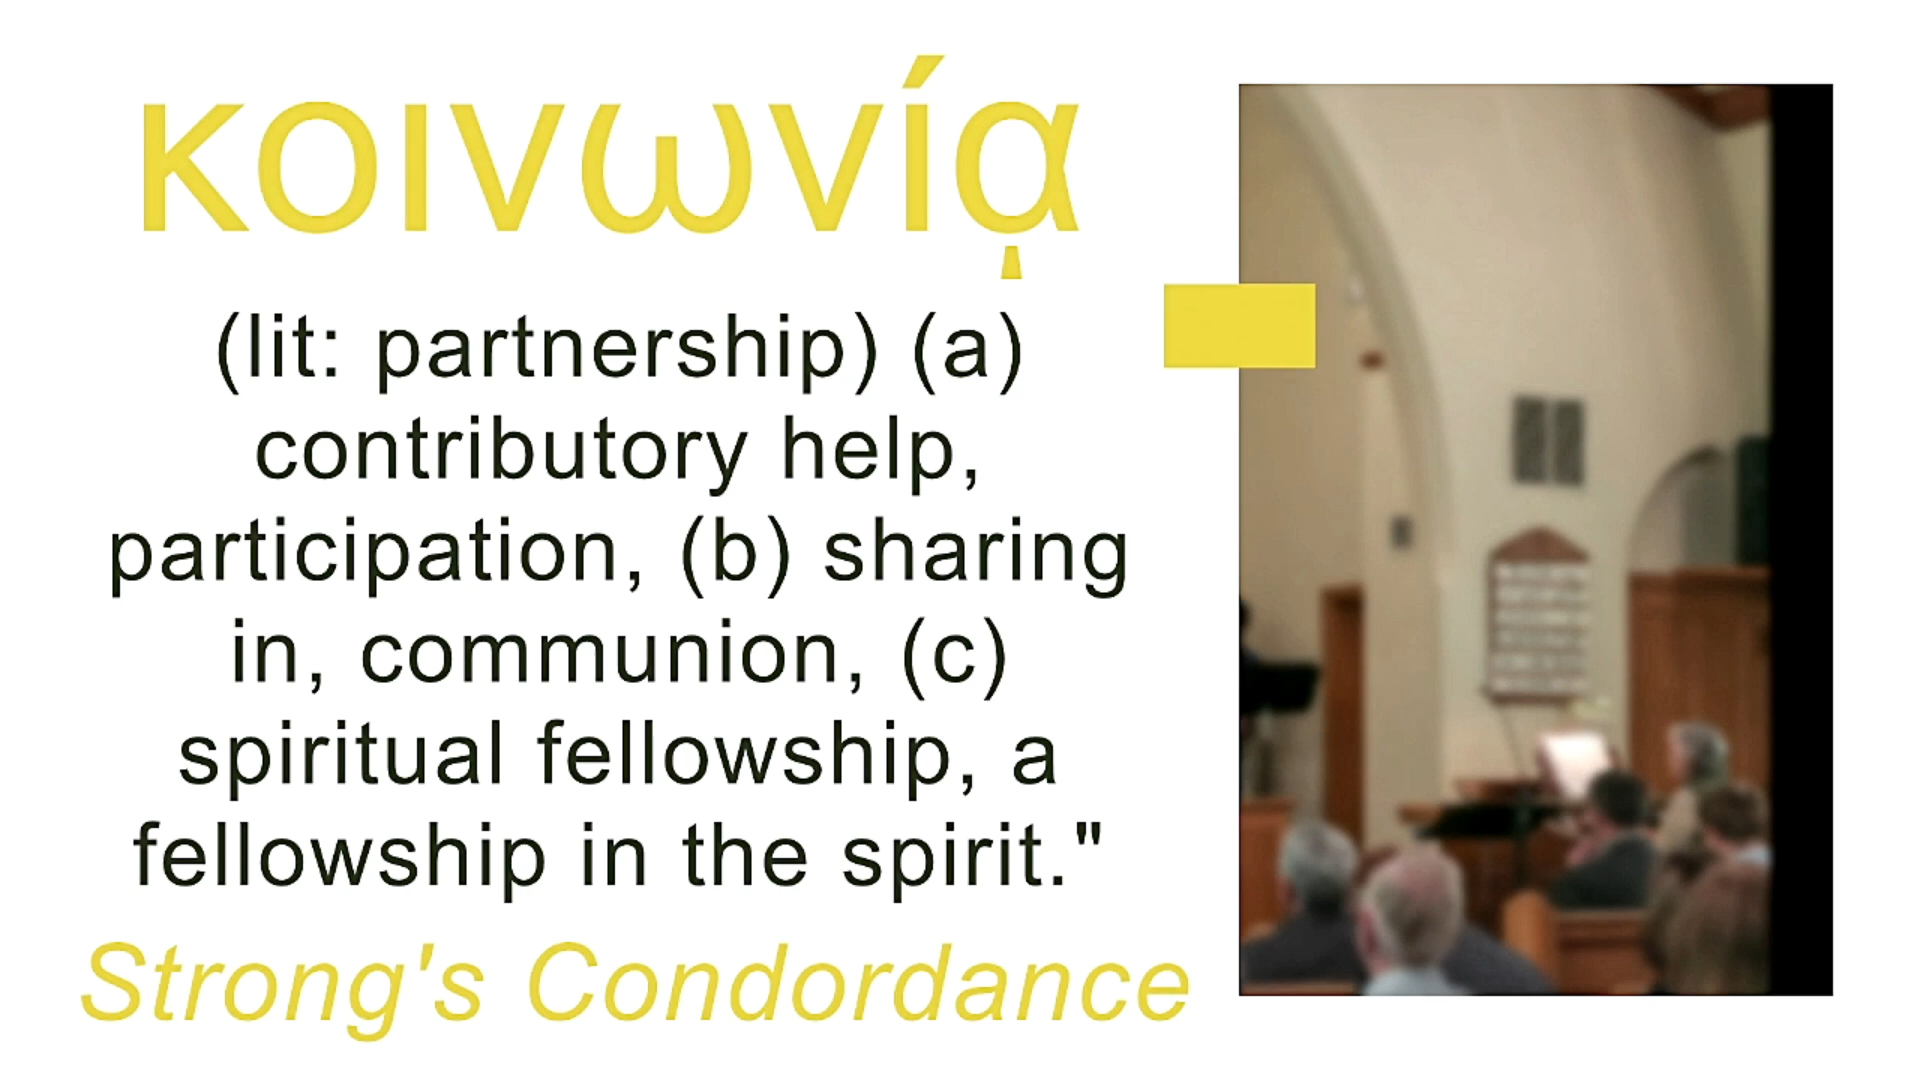 κοινωνίᾳ
(lit: partnership) (a)
contributory help,
participation, (b) sharing
in, communion, (c)
spiritual fellowship, a
fellowship in the spirit."
Strong's Condordance